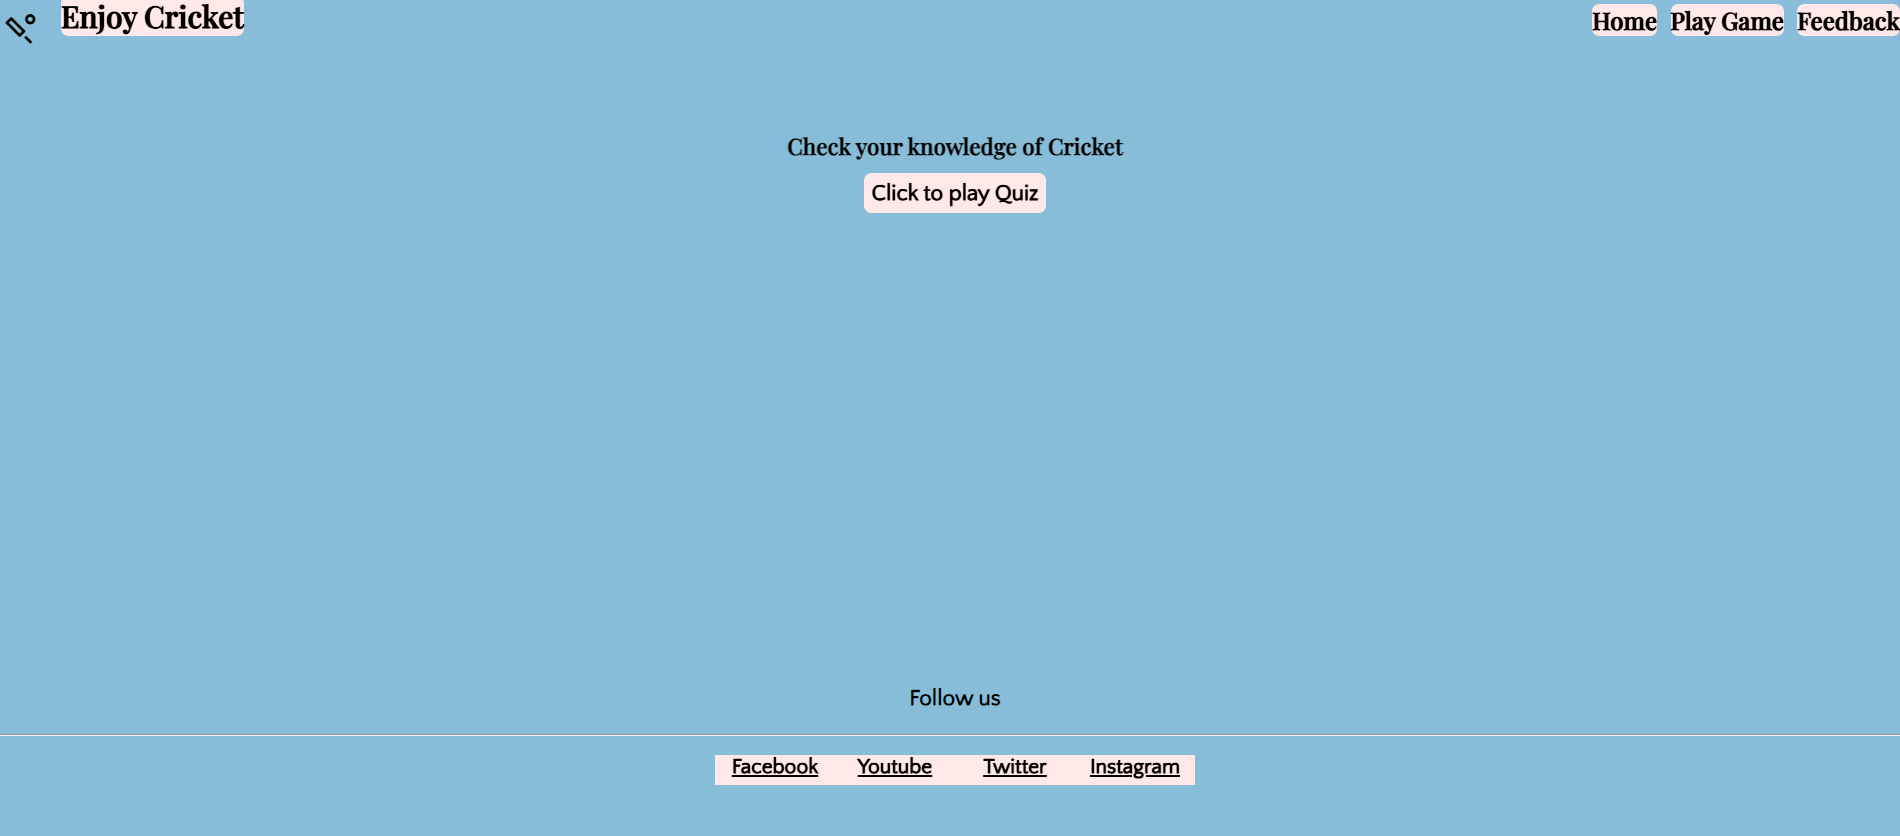 Enjoy Cricket
Home Play Game Feedback
Check your knowledge of Cricket
Click to play Quiz
Follow us
Facebook Youtube Twitter Instagram